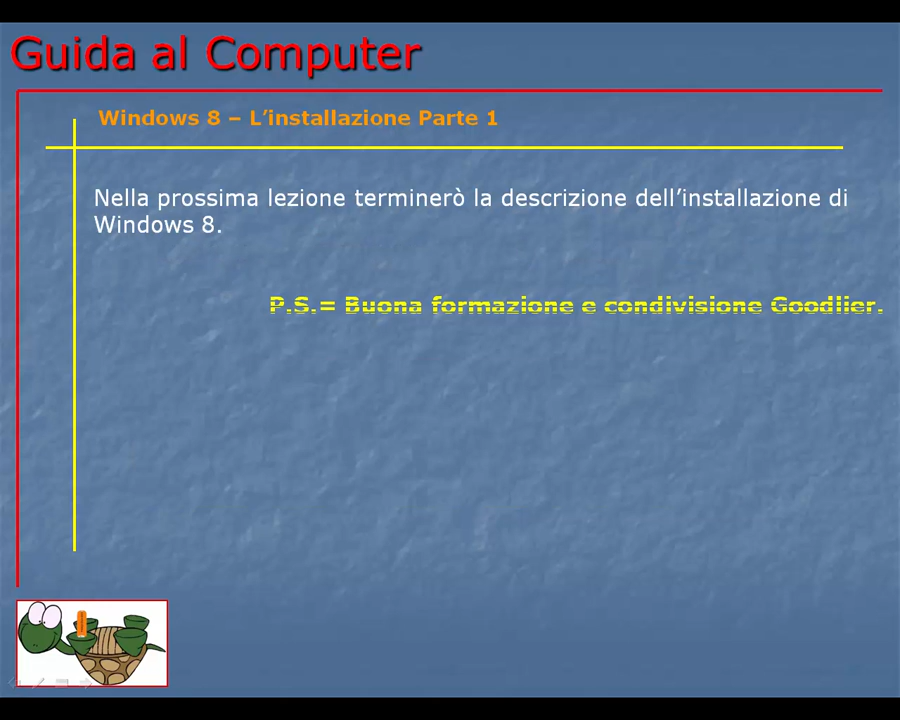 Guida al Computer
Windows 8 – L’installazione Parte 1
Nella prossima lezione terminerò la descrizione dell’installazione di
Windows 8.
P.S.= Buona formazione e condivisione Goodlier.